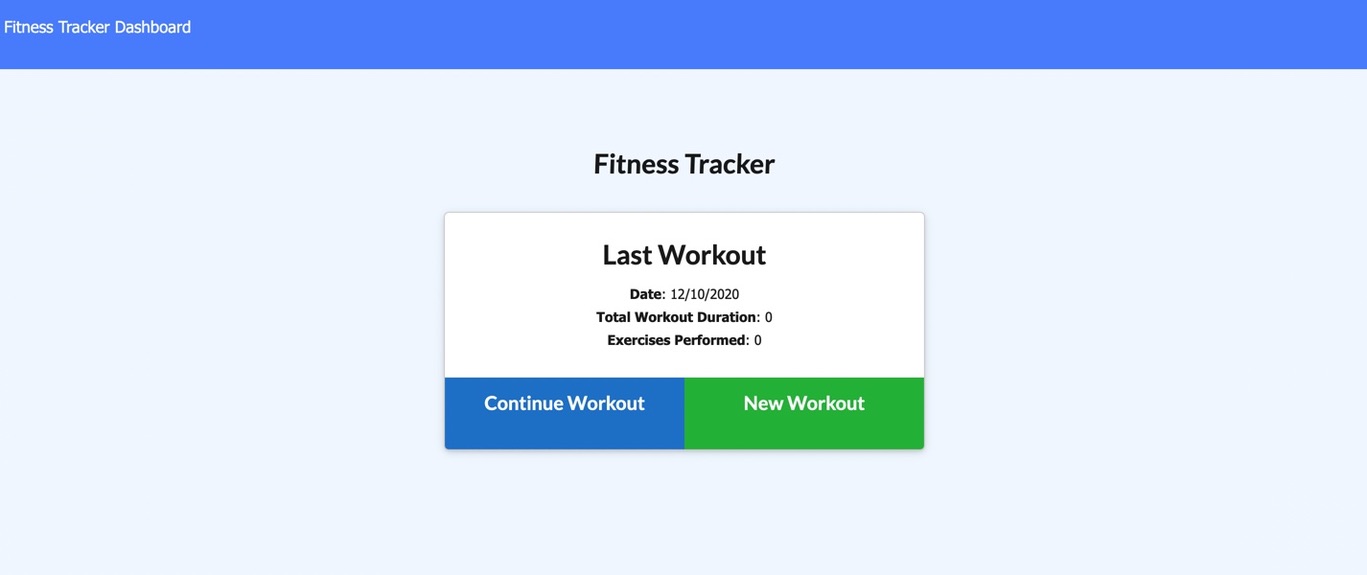 Fitness Tracker Dashboard
Fitness Tracker
Last Workout
Date: 12/10/2020
Total Workout Duration: 0
Exercises Performed: 0
Continue Workout
New Workout